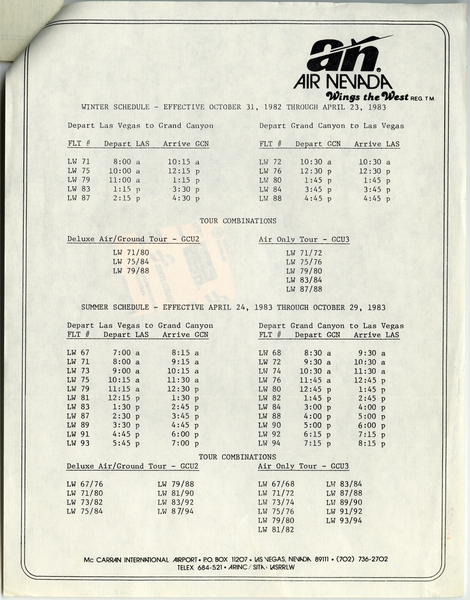 an.
AIR NEVADA
Wings the West REG. T.M.
WINTER SCHEDULE - EFFECTIVE OCTOBER 31, 1982 THROUGH APRIL 23, 1983
Depart Las Vegas to Grand Canyon   Depart Grand Canyon to Las Vegas
FLT #   Depart LAS   Arrive GCN   FLT #   Depart GCN   Arrive LAS
LW 71   8:00 a   10:15 a   LW 72   10:30 a   10:30 a
LW 75   10:00 a   12:15 p   LW 76   12:30 p   12:30 p
LW 79   11:00 a   1:15 p   LW 80   1:45 p   1:45 p
LW 83   1:15 p   3:30 p   LW 84   3:45 p   3:45 p
LW 87   2:15 p   4:30 p   LW 88   4:45 p   4:45 p
TOUR COMBINATIONS
Deluxe Air/Ground Tour - GCU2   Air Only Tour - GCU3
LW 71/80   LW 71/72
LW 75/84   LW 75/76
LW 79/88   LW 79/80
LW 83/84
LW 87/88
SUMMER SCHEDULE - EFFECTIVE APRIL 24, 1983 THROUGH OCTOBER 29, 1983
Depart Las Vegas to Grand Canyon   Depart Grand Canyon to Las Vegas
FLT #   Depart LAS   Arrive GCN   FLT #   Depart GCN   Arrive LAS
LW 67   7:00 a   8:15 a   LW 68   8:30 a   9:30 a
LW 71   8:00 a   9:15 a   LW 72   9:30 a   10:30 a
LW 73   9:00 a   10:15 a   LW 74   10:30 a   11:30 a
LW 75   10:15 a   11:30 a   LW 76   11:45 a   12:45 p
LW 79   11:15 a   12:30 p   LW 80   12:45 p   1:45 p
LW 81   12:15 p   1:30 p   LW 82   1:45 p   2:45 p
LW 83   1:30 p   2:45 p   LW 84   3:00 p   4:00 p
LW 87   2:30 p   3:45 p   LW 88   4:00 p   5:00 p
LW 89   3:30 p   4:45 p   LW 90   5:00 p   6:00 p
LW 91   4:45 p   6:00 p   LW 92   6:15 p   7:15 p
LW 93   5:45 p   7:00 p   LW 94   7:15 p   8:15 p
TOUR COMBINATIONS
Deluxe Air/Ground Tour - GCU2   Air Only Tour - GCU3
LW 67/76   LW 79/88   LW 67/68   LW 83/84
LW 71/80   LW 81/90   LW 71/72   LW 87/88
LW 73/82   LW 83/92   LW 73/74   LW 89/90
LW 75/84   LW 87/94   LW 75/76   LW 91/92
LW 79/80   LW 93/94
LW 81/82
Mc CARRAN INTERNATIONAL AIRPORT • P.O. BOX 11207 • LAS VEGAS, NEVADA 89111 • (702) 736-2702
TELEX 684-521 • ARINC / SITA: LASRRLW